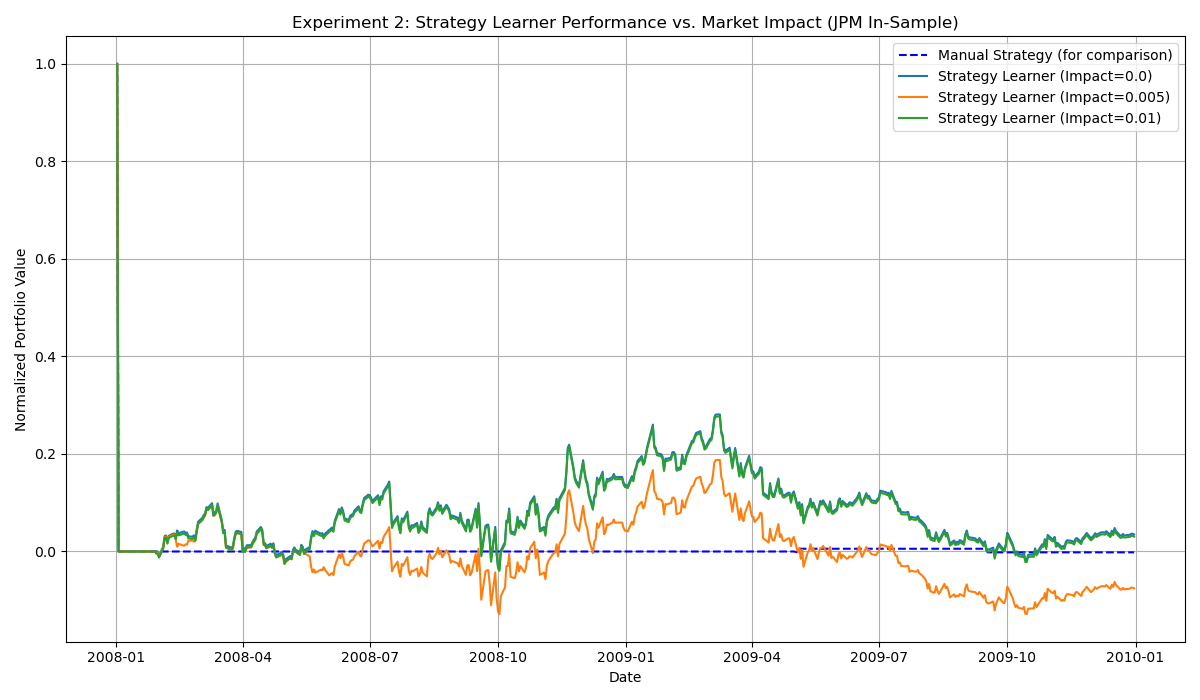 Experiment 2: Strategy Learner Performance vs. Market Impact (JPM In-Sample)
Manual Strategy (for comparison)
Strategy Learner (Impact=0.0)
Strategy Learner (Impact=0.005)
Strategy Learner (Impact=0.01)
Normalized Portfolio Value
1.0
0.8
0.6
0.4
0.2
0.0
2008-01
2008-04
2008-07
2008-10
2009-01
2009-04
2009-07
2009-10
2010-01
Date